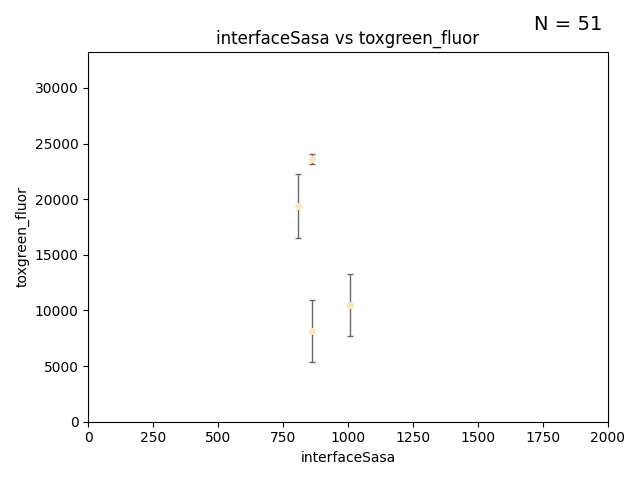 N = 51
interfaceSasa vs toxgreen_fluor
30000
25000
20000
15000
10000
5000
0
toxgreen_fluor
0 250 500 750 1000 1250 1500 1750 2000
interfaceSasa